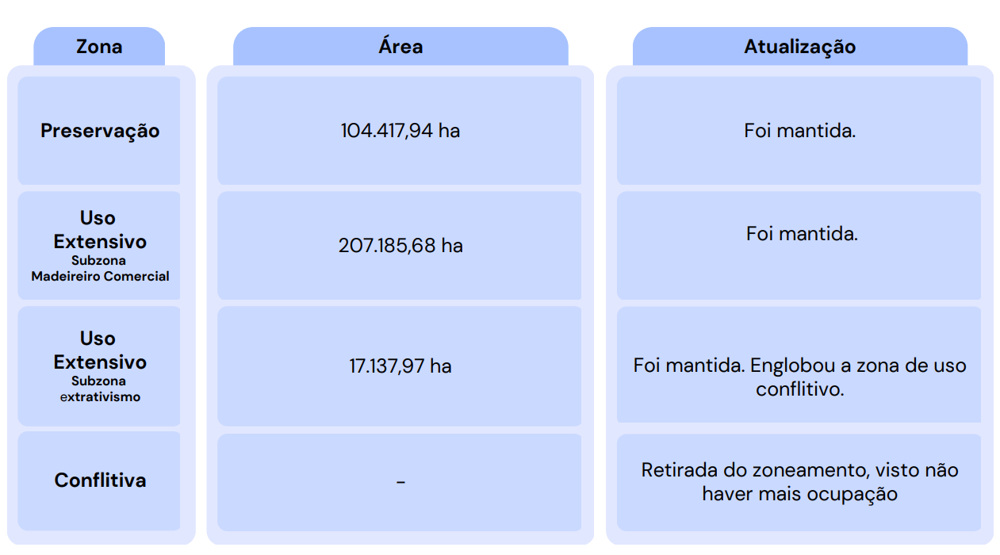 Zona
Área
Atualização
Preservação
104.417,94 ha
Foi mantida.
Uso
Extensivo
Subzona
Madeireiro Comercial
207.185,68 ha
Foi mantida.
Uso
Extensivo
Subzona
extrativismo
17.137,97 ha
Foi mantida. Englobou a zona de uso
conflitivo.
Conflitiva
-
Retirada do zoneamento, visto não
haver mais ocupação